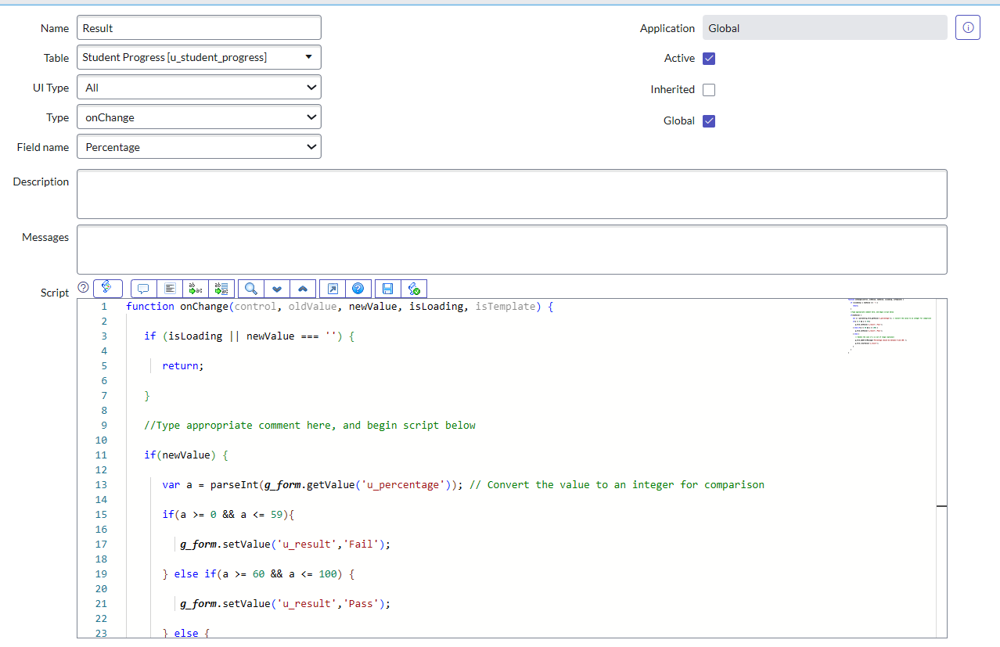 Name Result Application Global
Table Student Progress [u_student_progress] Active
UI Type All Inherited
Type onChange Global
Field name Percentage
Description
Messages
Script
1 function onChange(control, oldValue, newValue, isLoading, isTemplate) {
2
3 if (isLoading || newValue === '') {
4
5 return;
6
7 }
8
9 //Type appropriate comment here, and begin script below
10
11 if(newValue) {
12
13 var a = parseInt(g_form.getValue('u_percentage')); // Convert the value to an integer for comparison
14
15 if(a >= 0 && a <= 59){
16
17 g_form.setValue('u_result','Fail');
18
19 } else if(a >= 60 && a <= 100) {
20
21 g_form.setValue('u_result','Pass');
22
23 } else {